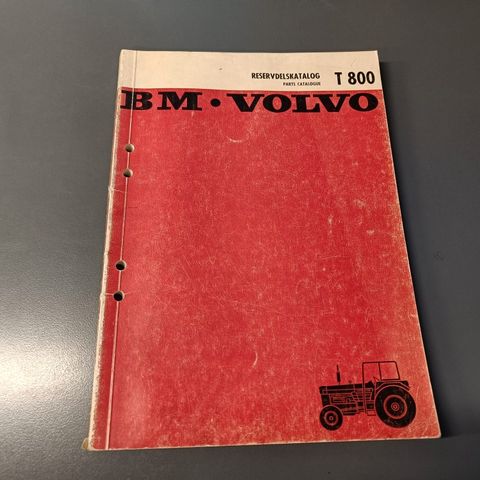 RESERVDELSKATALOG T 800
PARTS CATALOGUE
BM · VOLVO